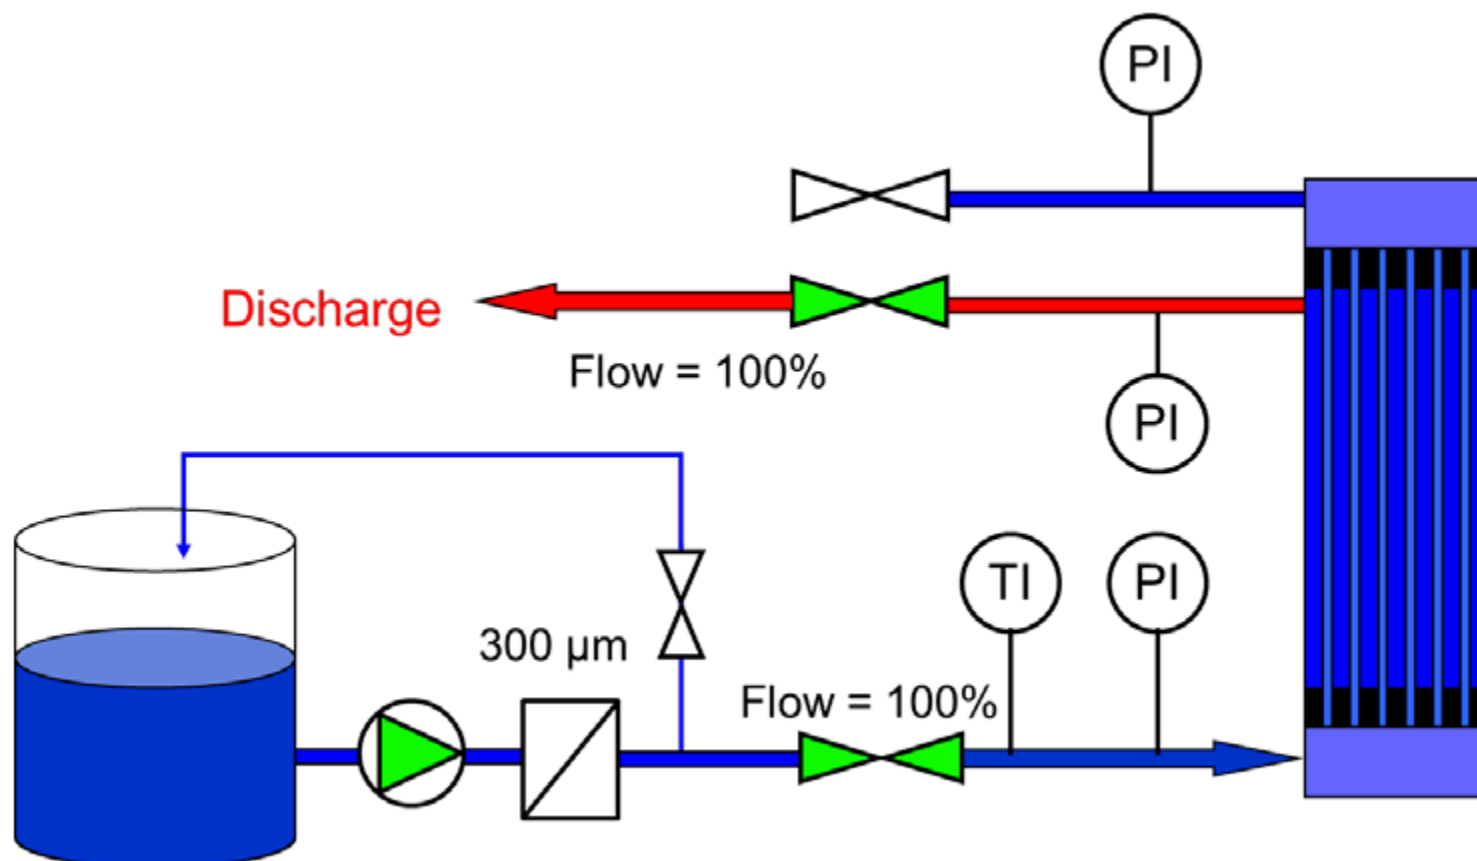 PI
Discharge
Flow = 100%
PI
TI
PI
300 µm
Flow = 100%